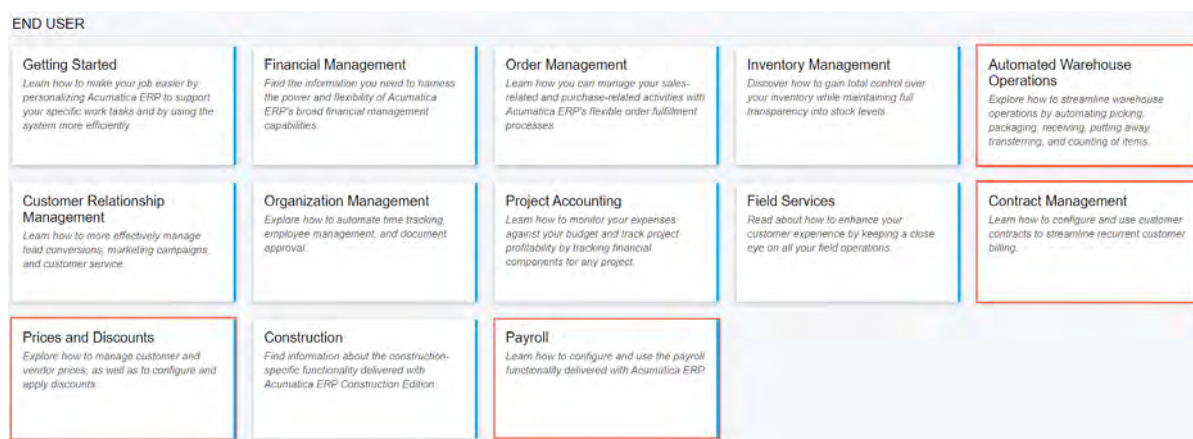 END USER
Getting Started
Learn how to make your job easier by
personalizing Acumatica ERP to support
your specific work tasks and by using the
system more efficiently.
Financial Management
Find the information you need to harness
the power and flexibility of Acumatica
ERP's broad financial management
capabilities.
Order Management
Learn how you can manage your sales-
related and purchase-related activities with
Acumatica ERP's flexible order fulfillment
processes.
Inventory Management
Discover how to gain total control over
your inventory while maintaining full
transparency into stock levels.
Automated Warehouse
Operations
Explore how to streamline warehouse
operations by automating picking,
packaging, receiving, putting away,
transferring, and counting of items.
Customer Relationship
Management
Learn how to more effectively manage
lead conversions, marketing campaigns,
and customer service.
Organization Management
Explore how to automate time tracking,
employee management, and document
approval.
Project Accounting
Learn how to monitor your expenses
against your budget and track project
profitability by tracking financial
components for any project.
Field Services
Read about how to enhance your
customer experience by keeping a close
eye on all your field operations.
Contract Management
Learn how to configure and use customer
contracts to streamline recurrent customer
billing.
Prices and Discounts
Explore how to manage customer and
vendor prices, as well as to configure and
apply discounts.
Construction
Find information about the construction-
specific functionality delivered with
Acumatica ERP Construction Edition
Payroll
Learn how to configure and use the payroll
functionality delivered with Acumatica ERP.